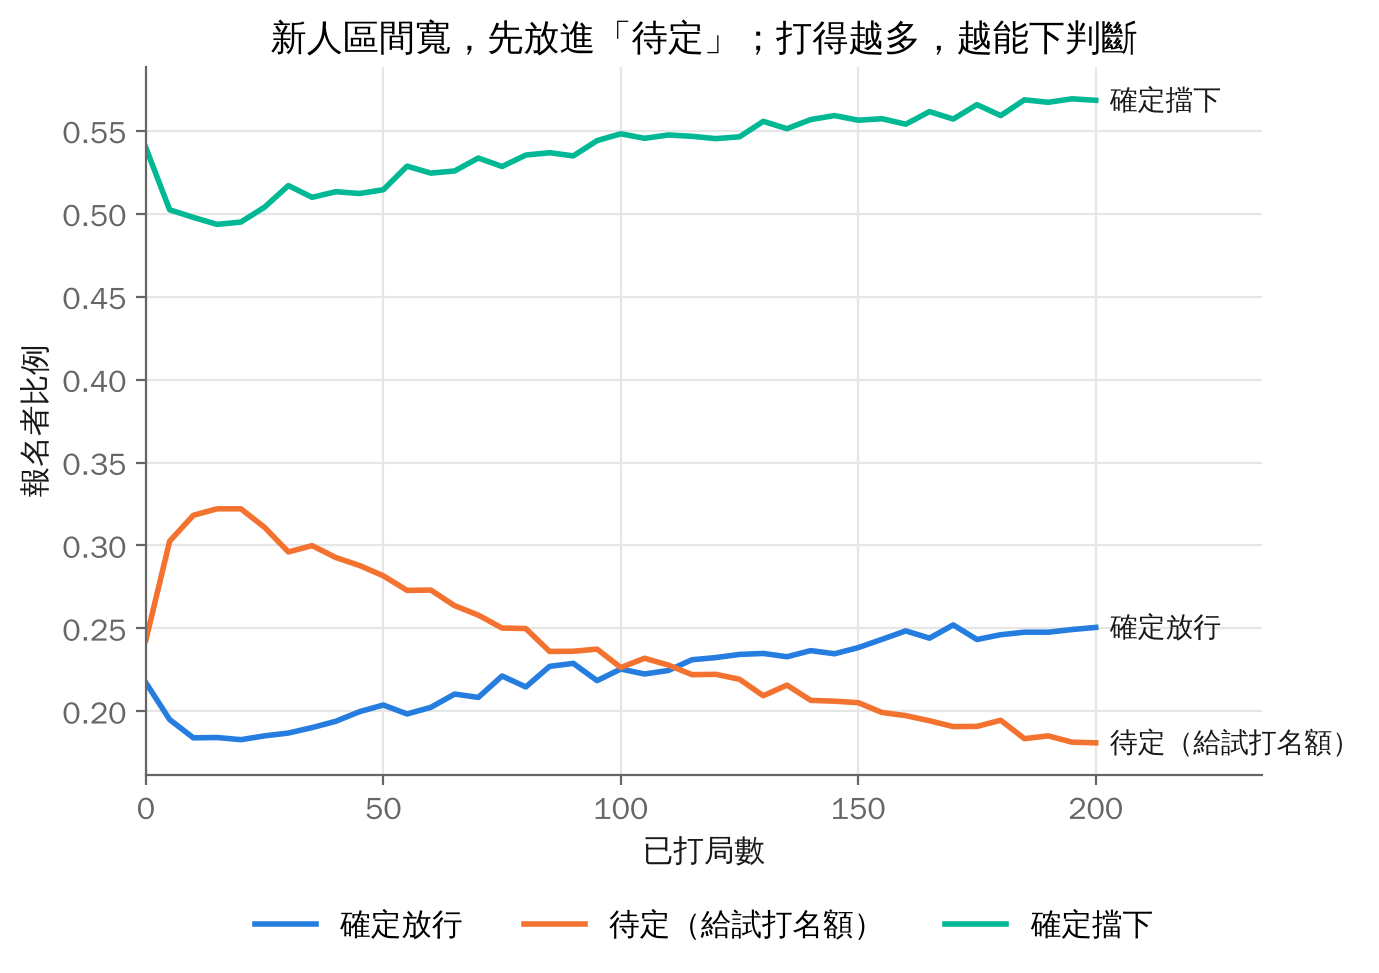 新人區間寬，先放進「待定」；打得越多，越能下判斷
確定擋下
0.55
0.50
0.45
0.40
0.35
0.30
0.25
0.20
報名者比例
確定放行
待定（給試打名額）
0
50
100
150
200
已打局數
確定放行
待定（給試打名額）
確定擋下